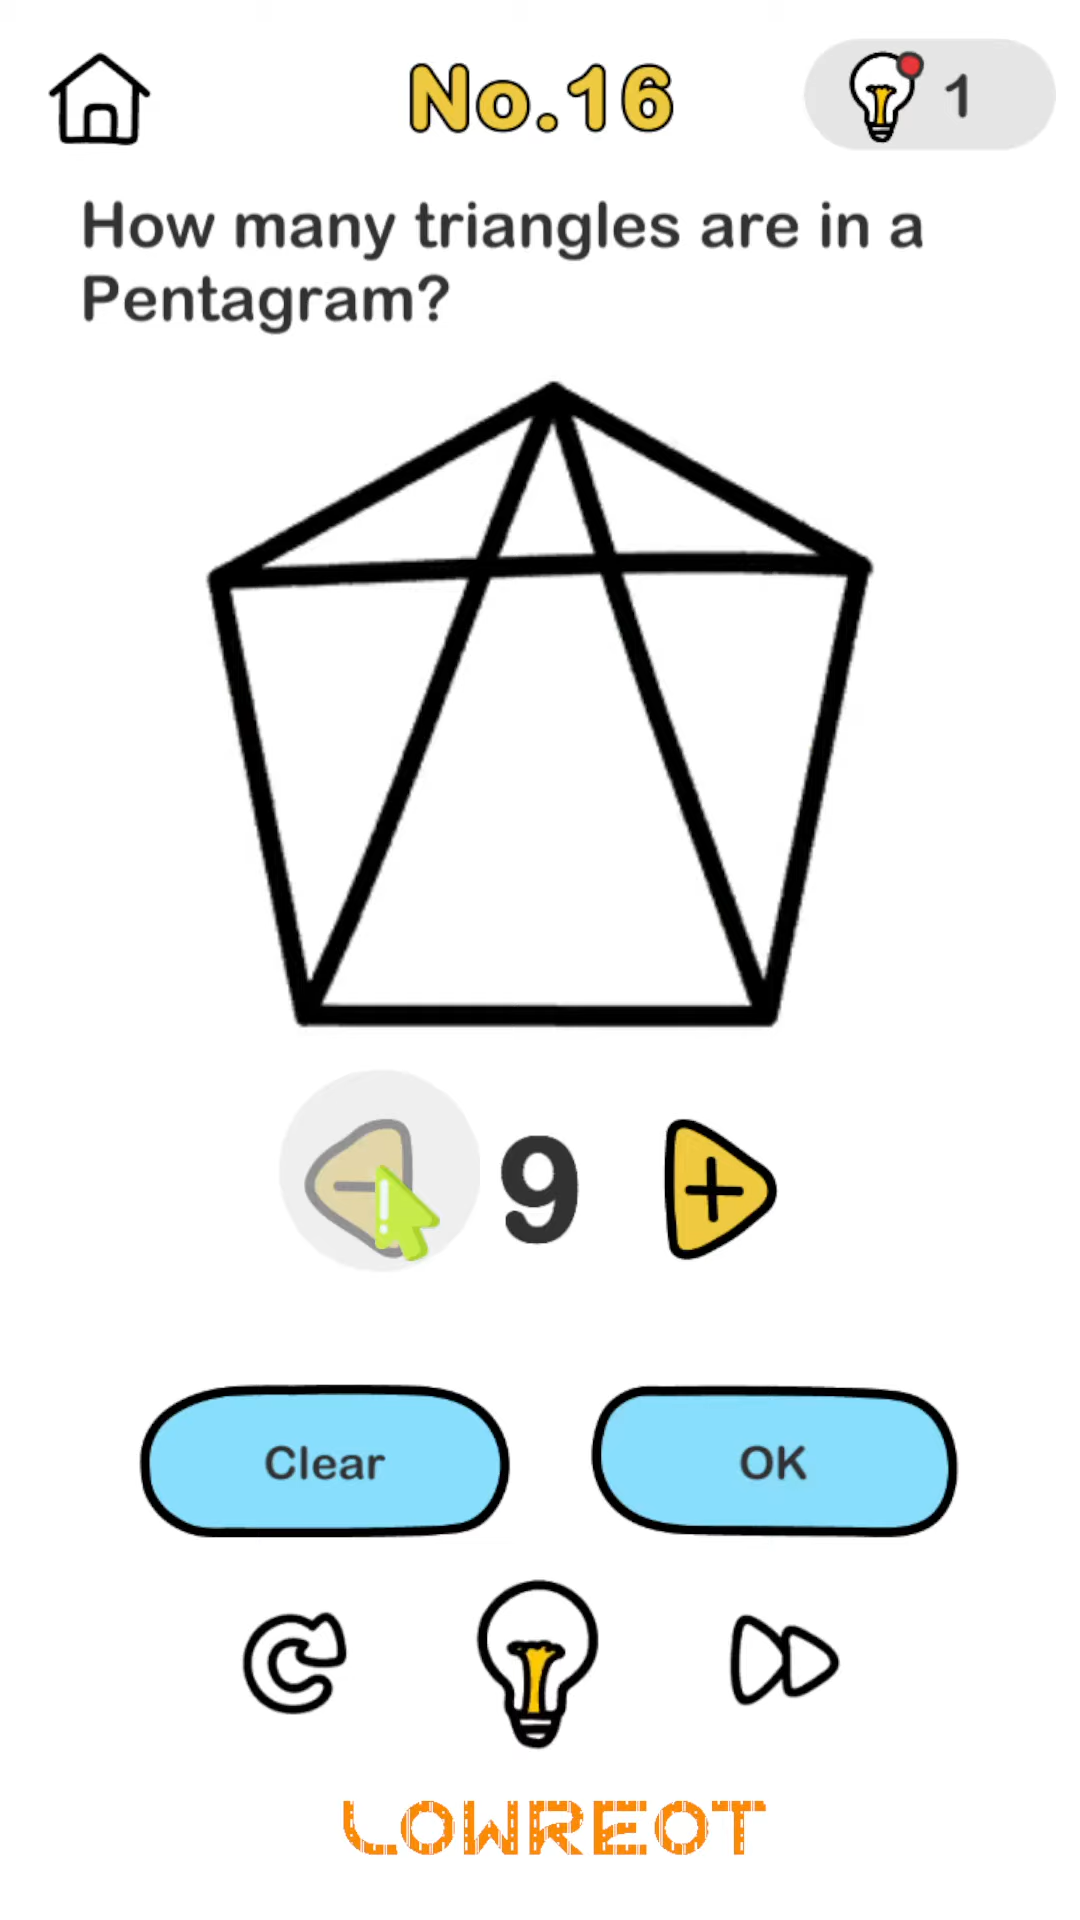 No.16
1
How many triangles are in a
Pentagram?
9
Clear
OK
LOWREOT